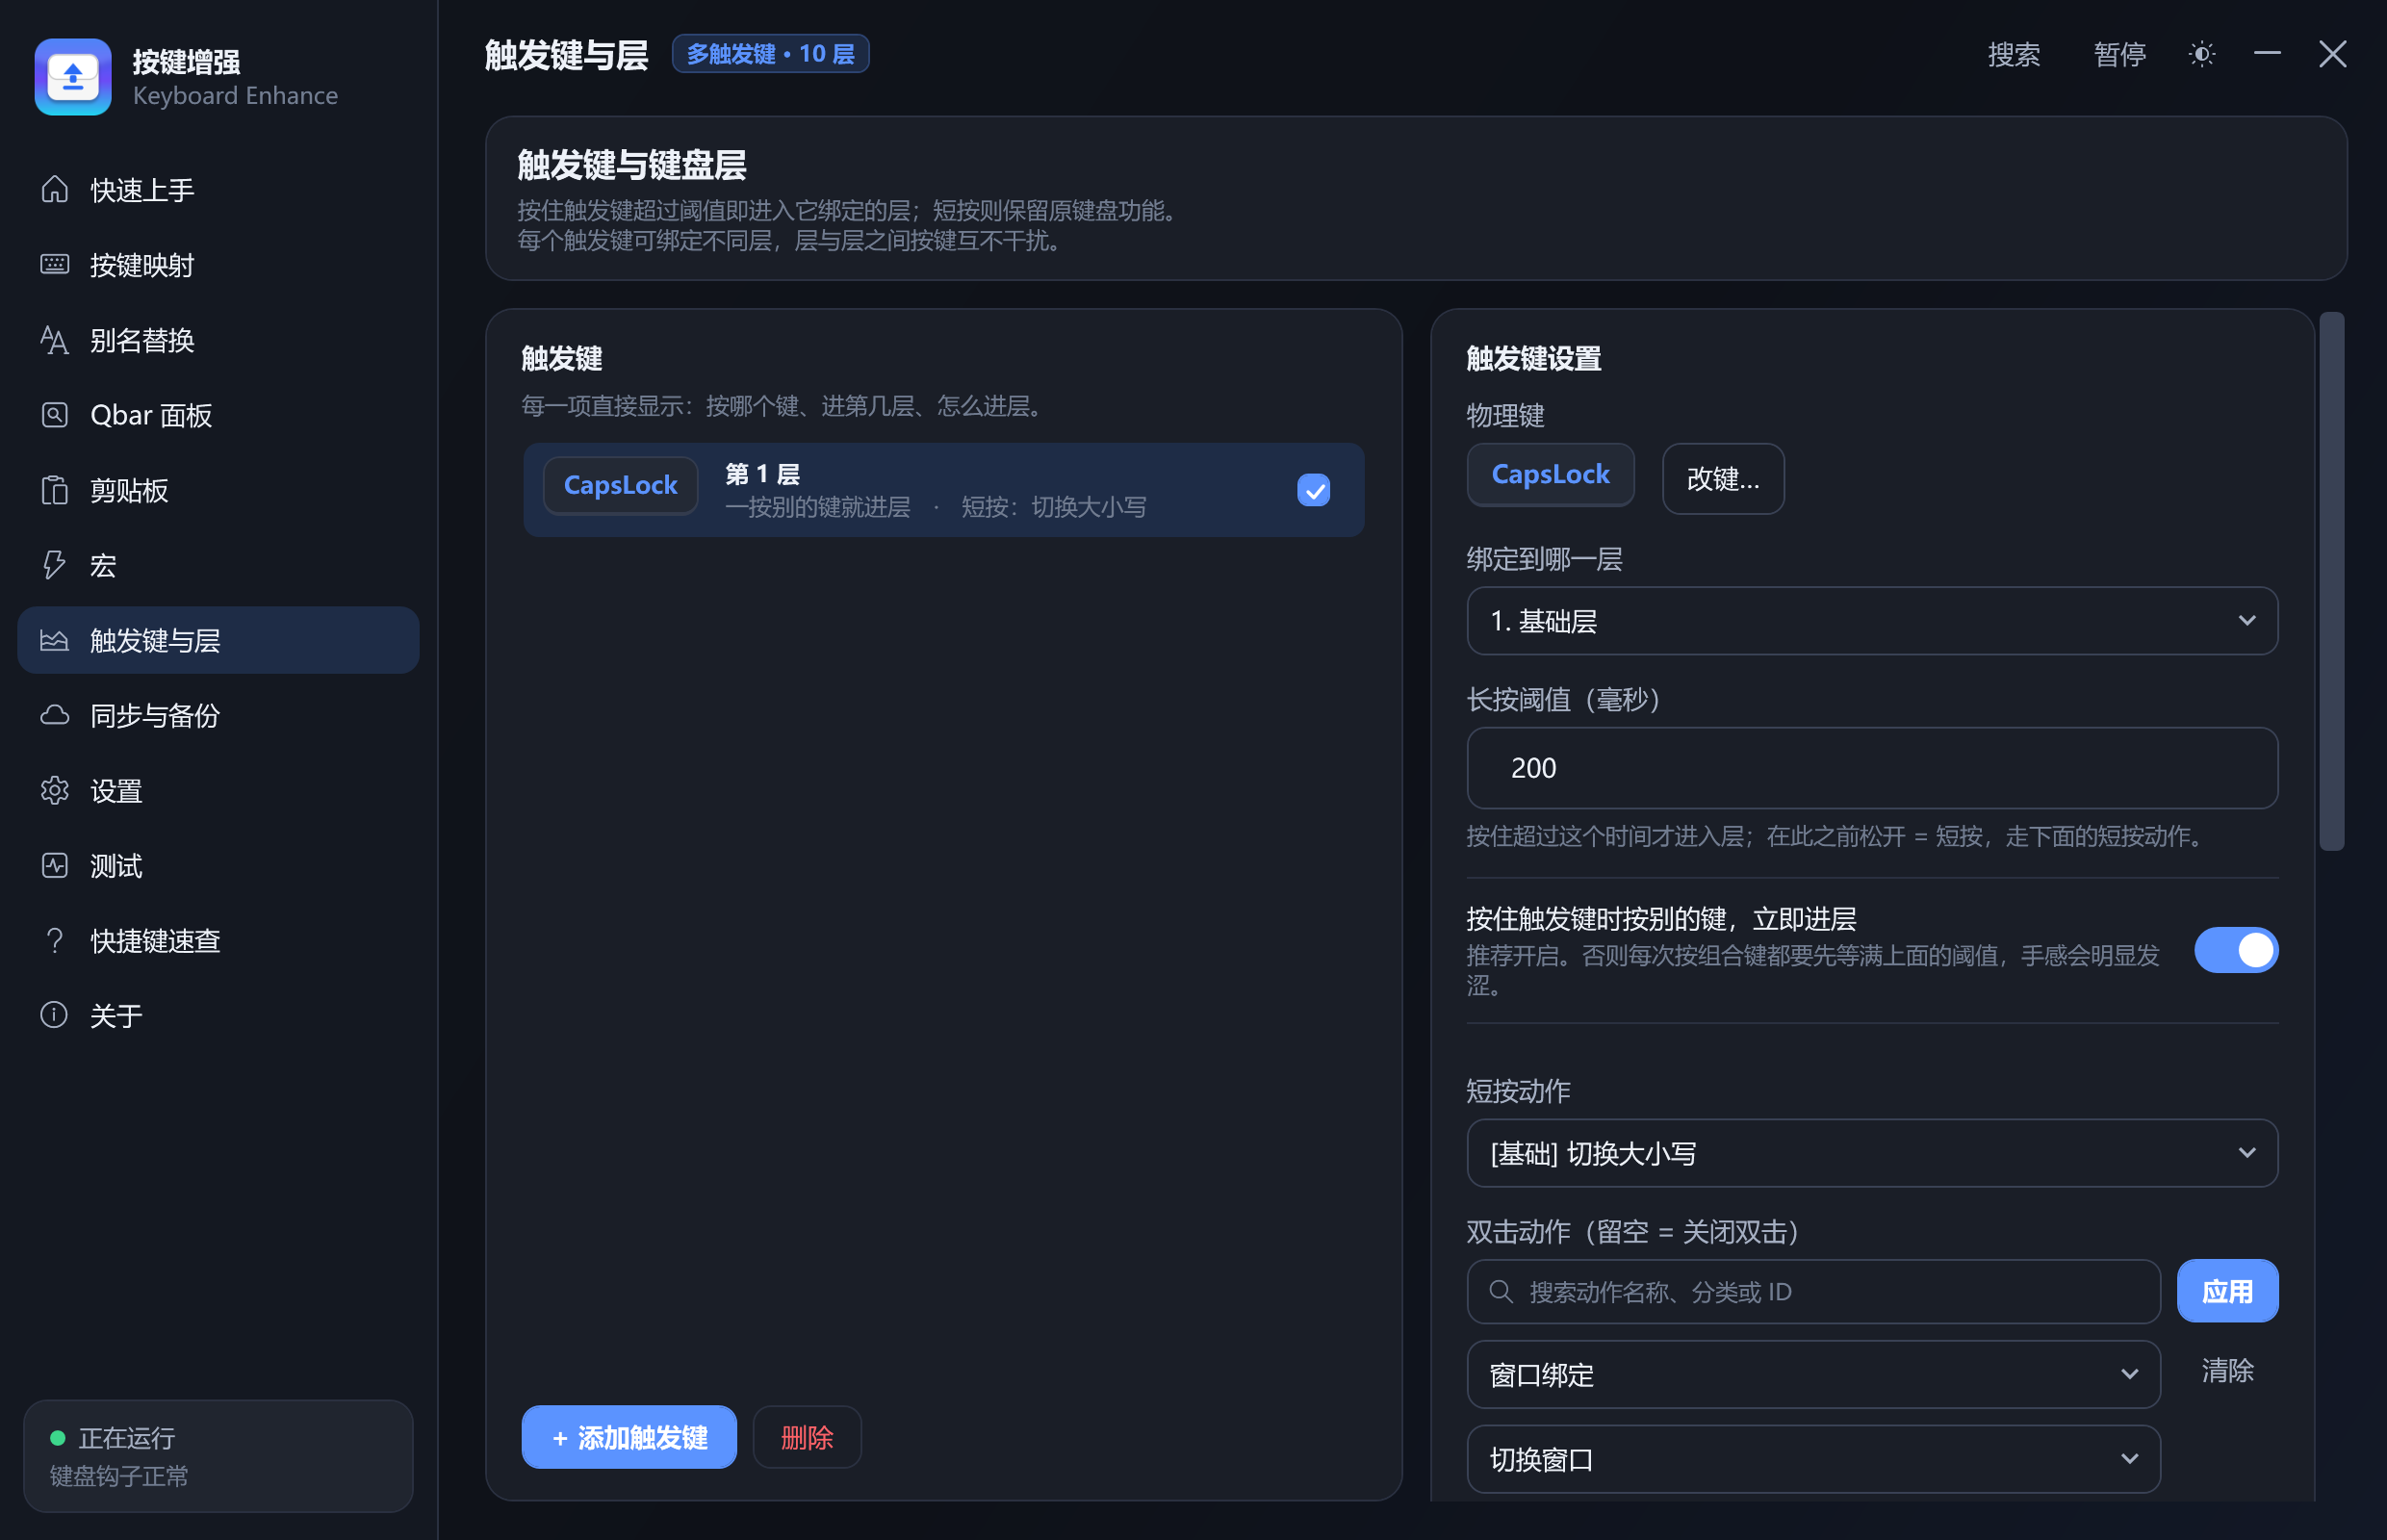 按键增强
Keyboard Enhance
快速上手
按键映射
别名替换
Qbar 面板
剪贴板
宏
触发键与层
同步与备份
设置
测试
快捷键速查
关于
正在运行
键盘钩子正常
触发键与层
多触发键 • 10 层
搜索
暂停
触发键与键盘层
按住触发键超过阈值即进入它绑定的层；短按则保留原键盘功能。
每个触发键可绑定不同层，层与层之间按键互不干扰。
触发键
每一项直接显示：按哪个键、进第几层、怎么进层。
CapsLock
第 1 层
一按别的键就进层 · 短按：切换大小写
+ 添加触发键
删除
触发键设置
物理键
CapsLock
改键...
绑定到哪一层
1. 基础层
长按阈值（毫秒）
200
按住超过这个时间才进入层；在此之前松开 = 短按，走下面的短按动作。
按住触发键时按别的键，立即进层
推荐开启。否则每次按组合键都要先等满上面的阈值，手感会明显发
涩。
短按动作
[基础] 切换大小写
双击动作（留空 = 关闭双击）
搜索动作名称、分类或 ID
应用
窗口绑定
清除
切换窗口